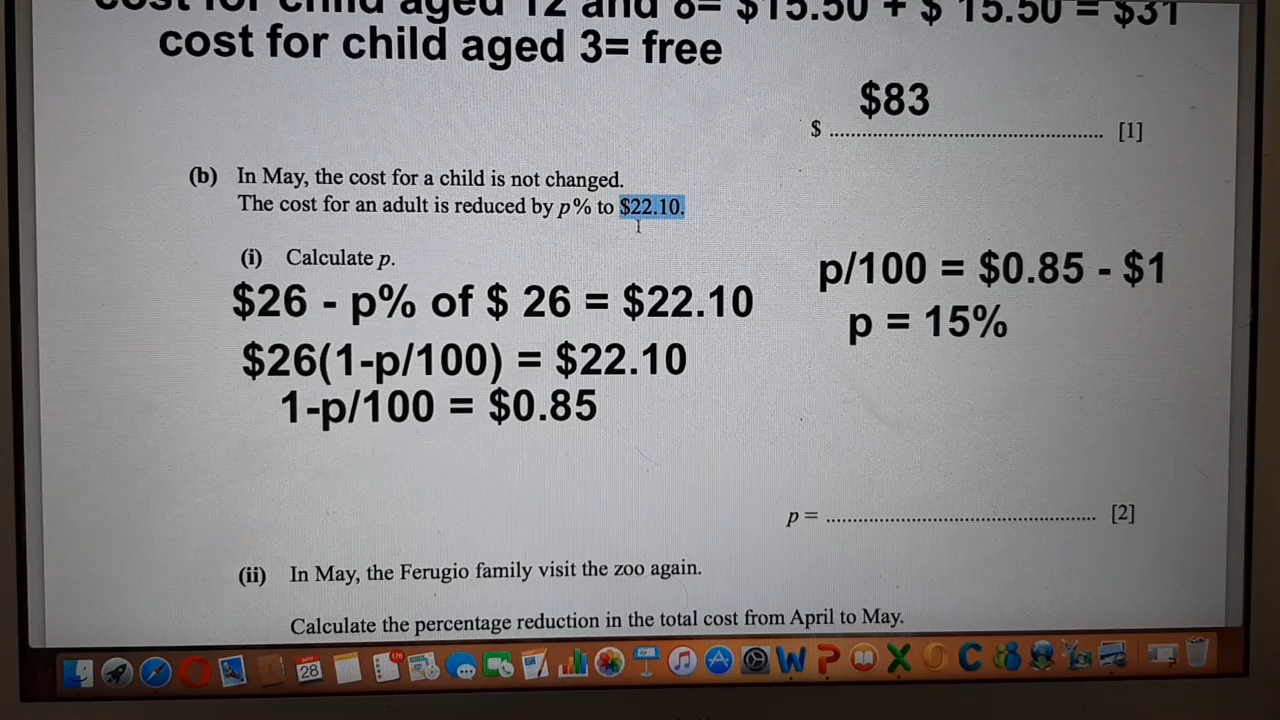 cost for child aged 12 and 8= $15.50 + $ 15.50 = $31
cost for child aged 3= free
$83
$ ........................................................ [1]
(b) In May, the cost for a child is not changed.
The cost for an adult is reduced by p% to $22.10.
(i) Calculate p.
$26 - p% of $ 26 = $22.10
$26(1-p/100) = $22.10
1-p/100 = $0.85
p/100 = $0.85 - $1
p = 15%
p = ........................................................ [2]
(ii) In May, the Ferugio family visit the zoo again.
Calculate the percentage reduction in the total cost from April to May.
28